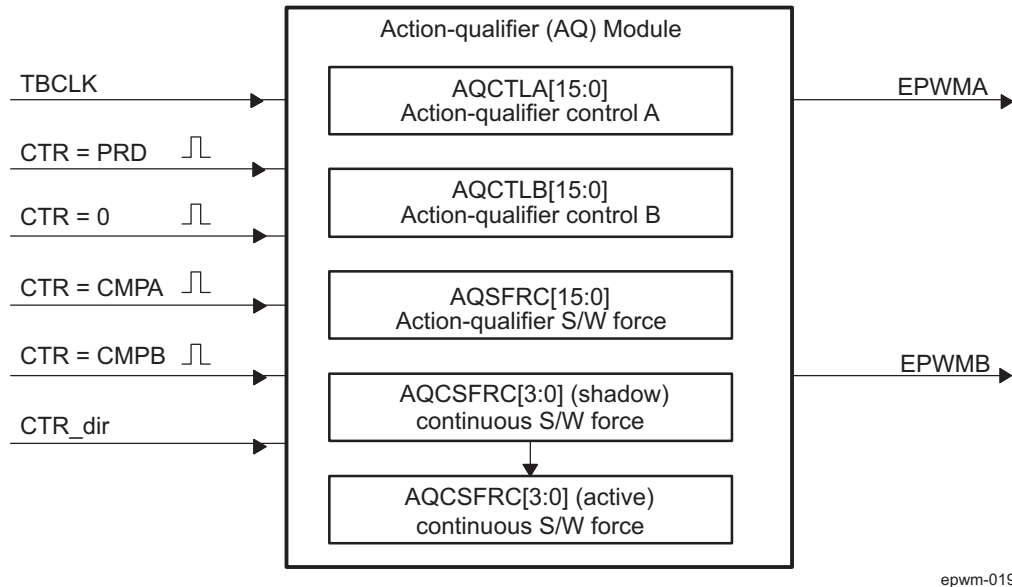 Action-qualifier (AQ) Module
TBCLK
CTR = PRD
CTR = 0
CTR = CMPA
CTR = CMPB
CTR_dir
AQCTLA[15:0]
Action-qualifier control A
AQCTLB[15:0]
Action-qualifier control B
AQSFRC[15:0]
Action-qualifier S/W force
AQCSFRC[3:0] (shadow)
continuous S/W force
AQCSFRC[3:0] (active)
continuous S/W force
EPWMA
EPWMB
epwm-019